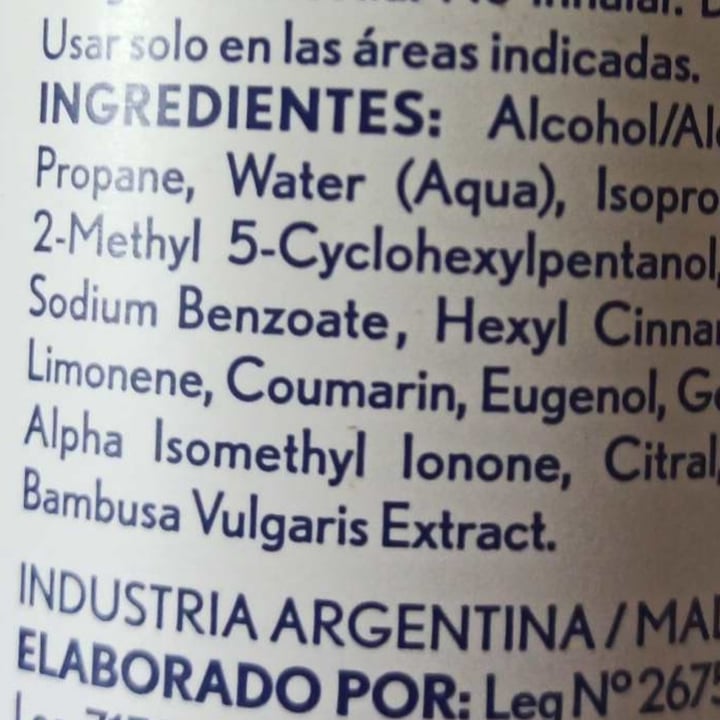 Usar solo en las áreas indicadas.
INGREDIENTES: Alcohol/Al
Propane, Water (Aqua), Isopro
2-Methyl 5-Cyclohexylpentanol,
Sodium Benzoate, Hexyl Cinna
Limonene, Coumarin, Eugenol, G
Alpha Isomethyl Ionone, Citral,
Bambusa Vulgaris Extract.
INDUSTRIA ARGENTINA / MA
ELABORADO POR: Leg Nº 267